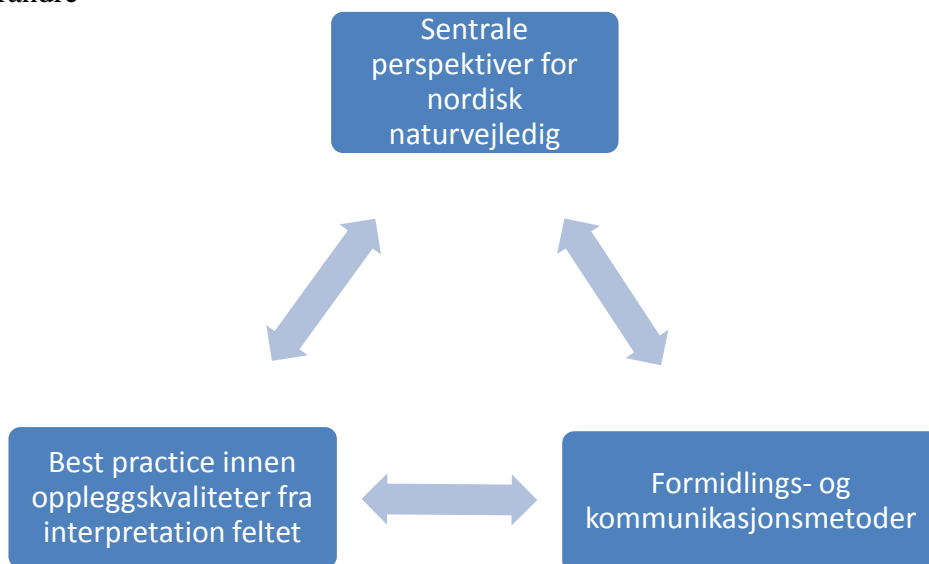 Sentrale
perspektiver for
nordisk
naturvejledig
Best practice innen
oppleggskvaliteter fra
interpretation feltet
Formidlings- og
kommunikasjonsmetoder